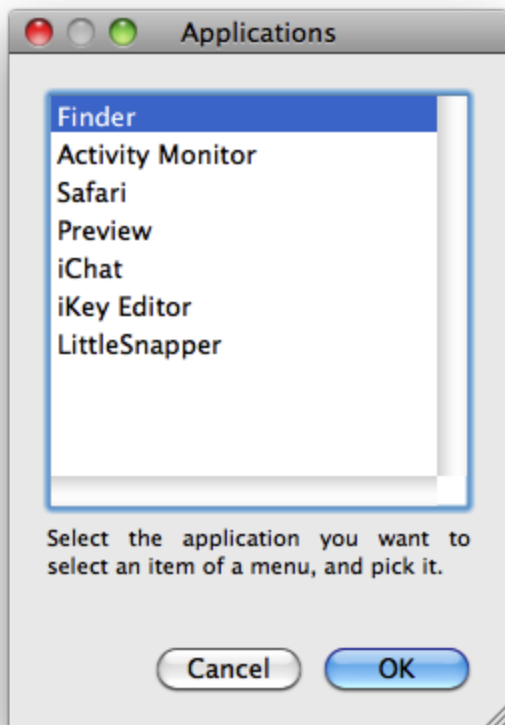 Applications
Finder
Activity Monitor
Safari
Preview
iChat
iKey Editor
LittleSnapper
Select the application you want to
select an item of a menu, and pick it.
Cancel OK